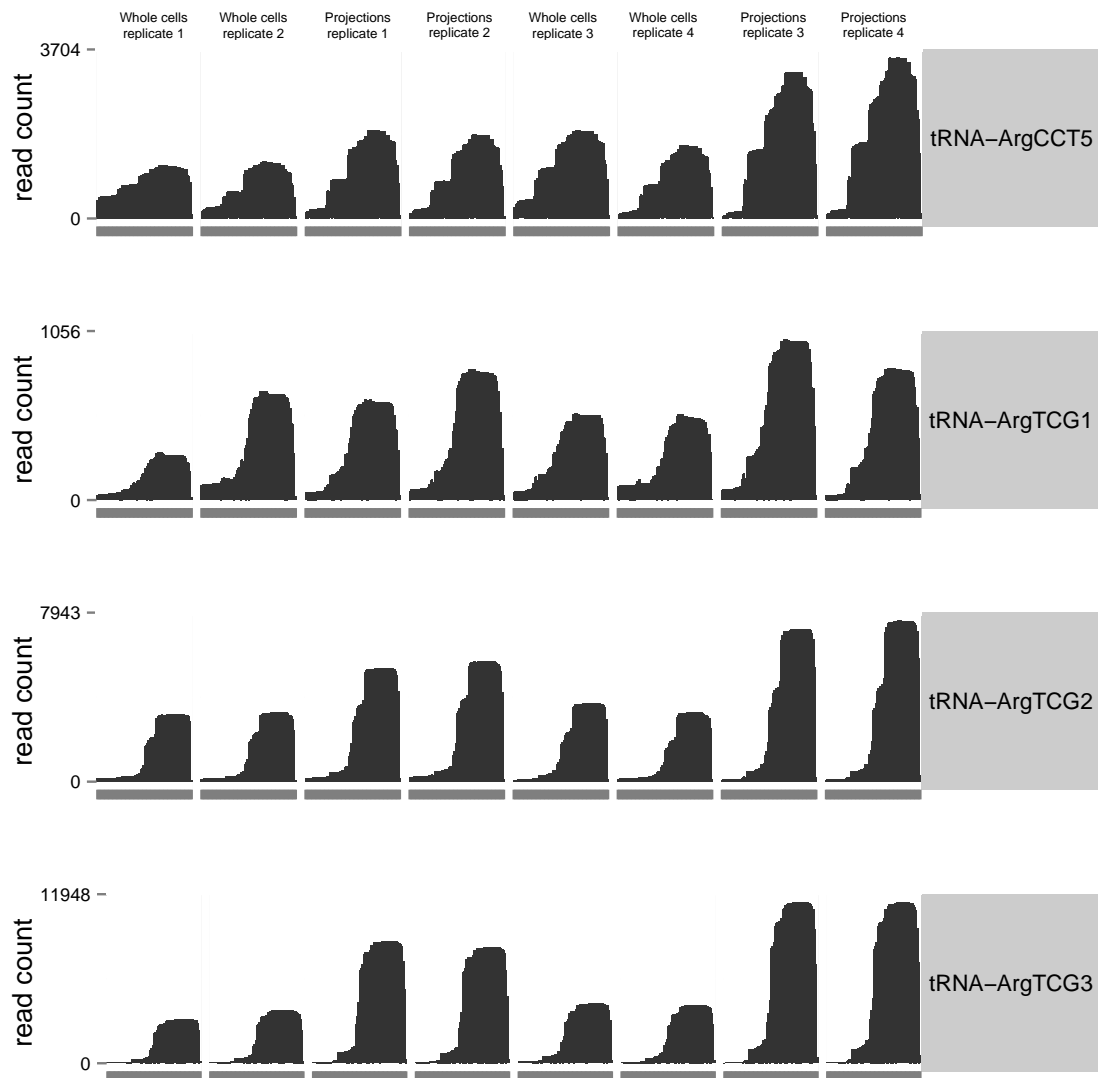 Whole cells
replicate 1
Whole cells
replicate 2
Projections
replicate 1
Projections
replicate 2
Whole cells
replicate 3
Whole cells
replicate 4
Projections
replicate 3
Projections
replicate 4
3704
read count
0
tRNA−ArgCCT5
1056
read count
0
tRNA−ArgTCG1
7943
read count
0
tRNA−ArgTCG2
11948
read count
0
tRNA−ArgTCG3